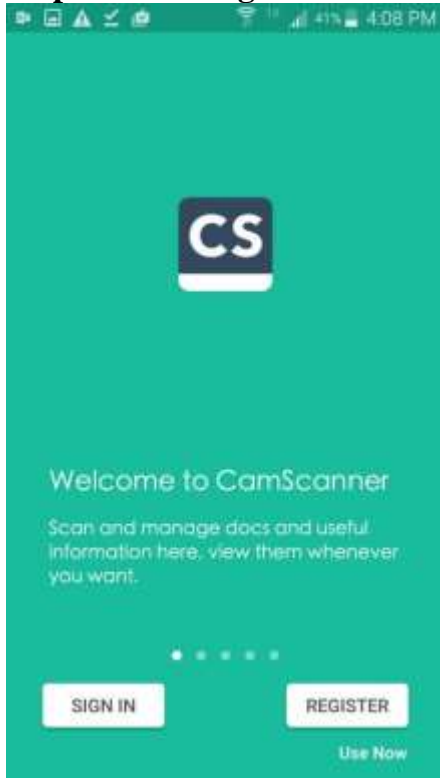 41% 4:08 PM
CS
Welcome to CamScanner
Scan and manage docs and useful
information here, view them whenever
you want.
SIGN IN REGISTER
Use Now